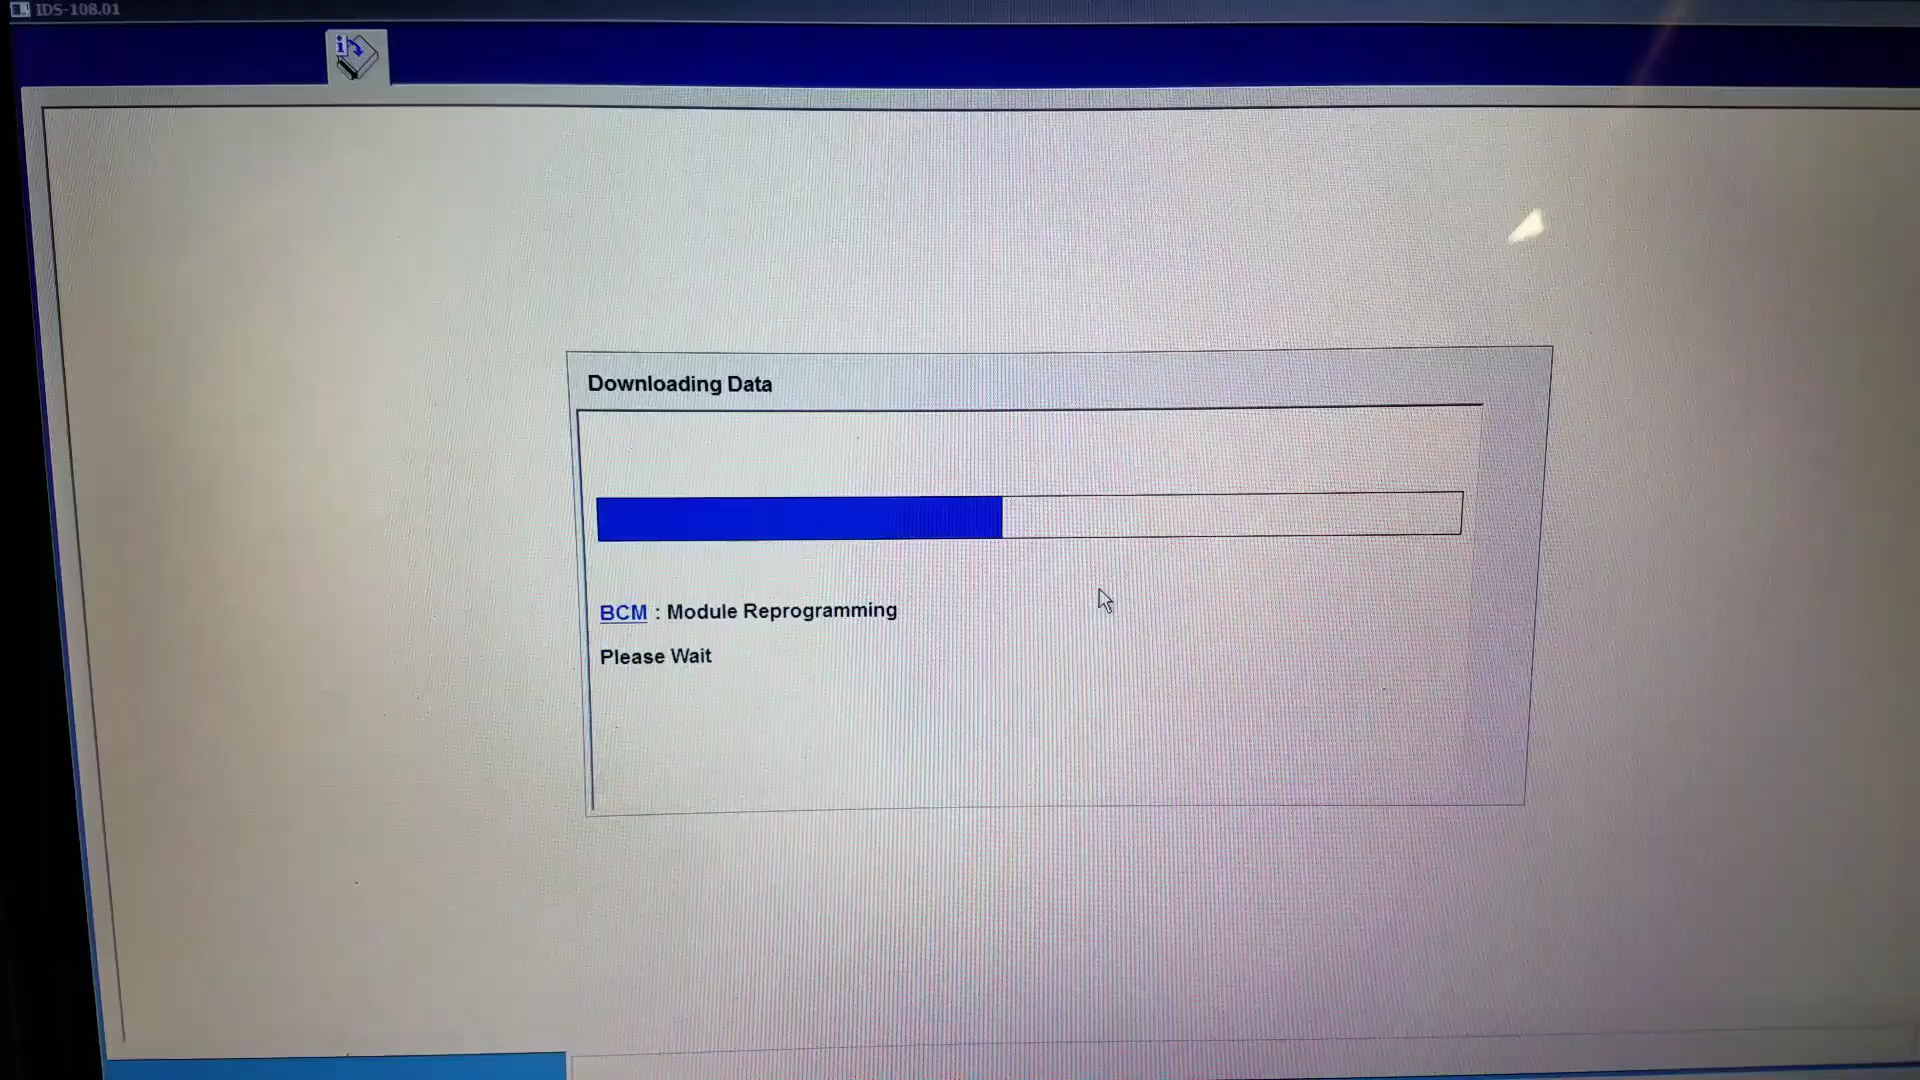 IDS-108.01
Downloading Data
BCM : Module Reprogramming
Please Wait